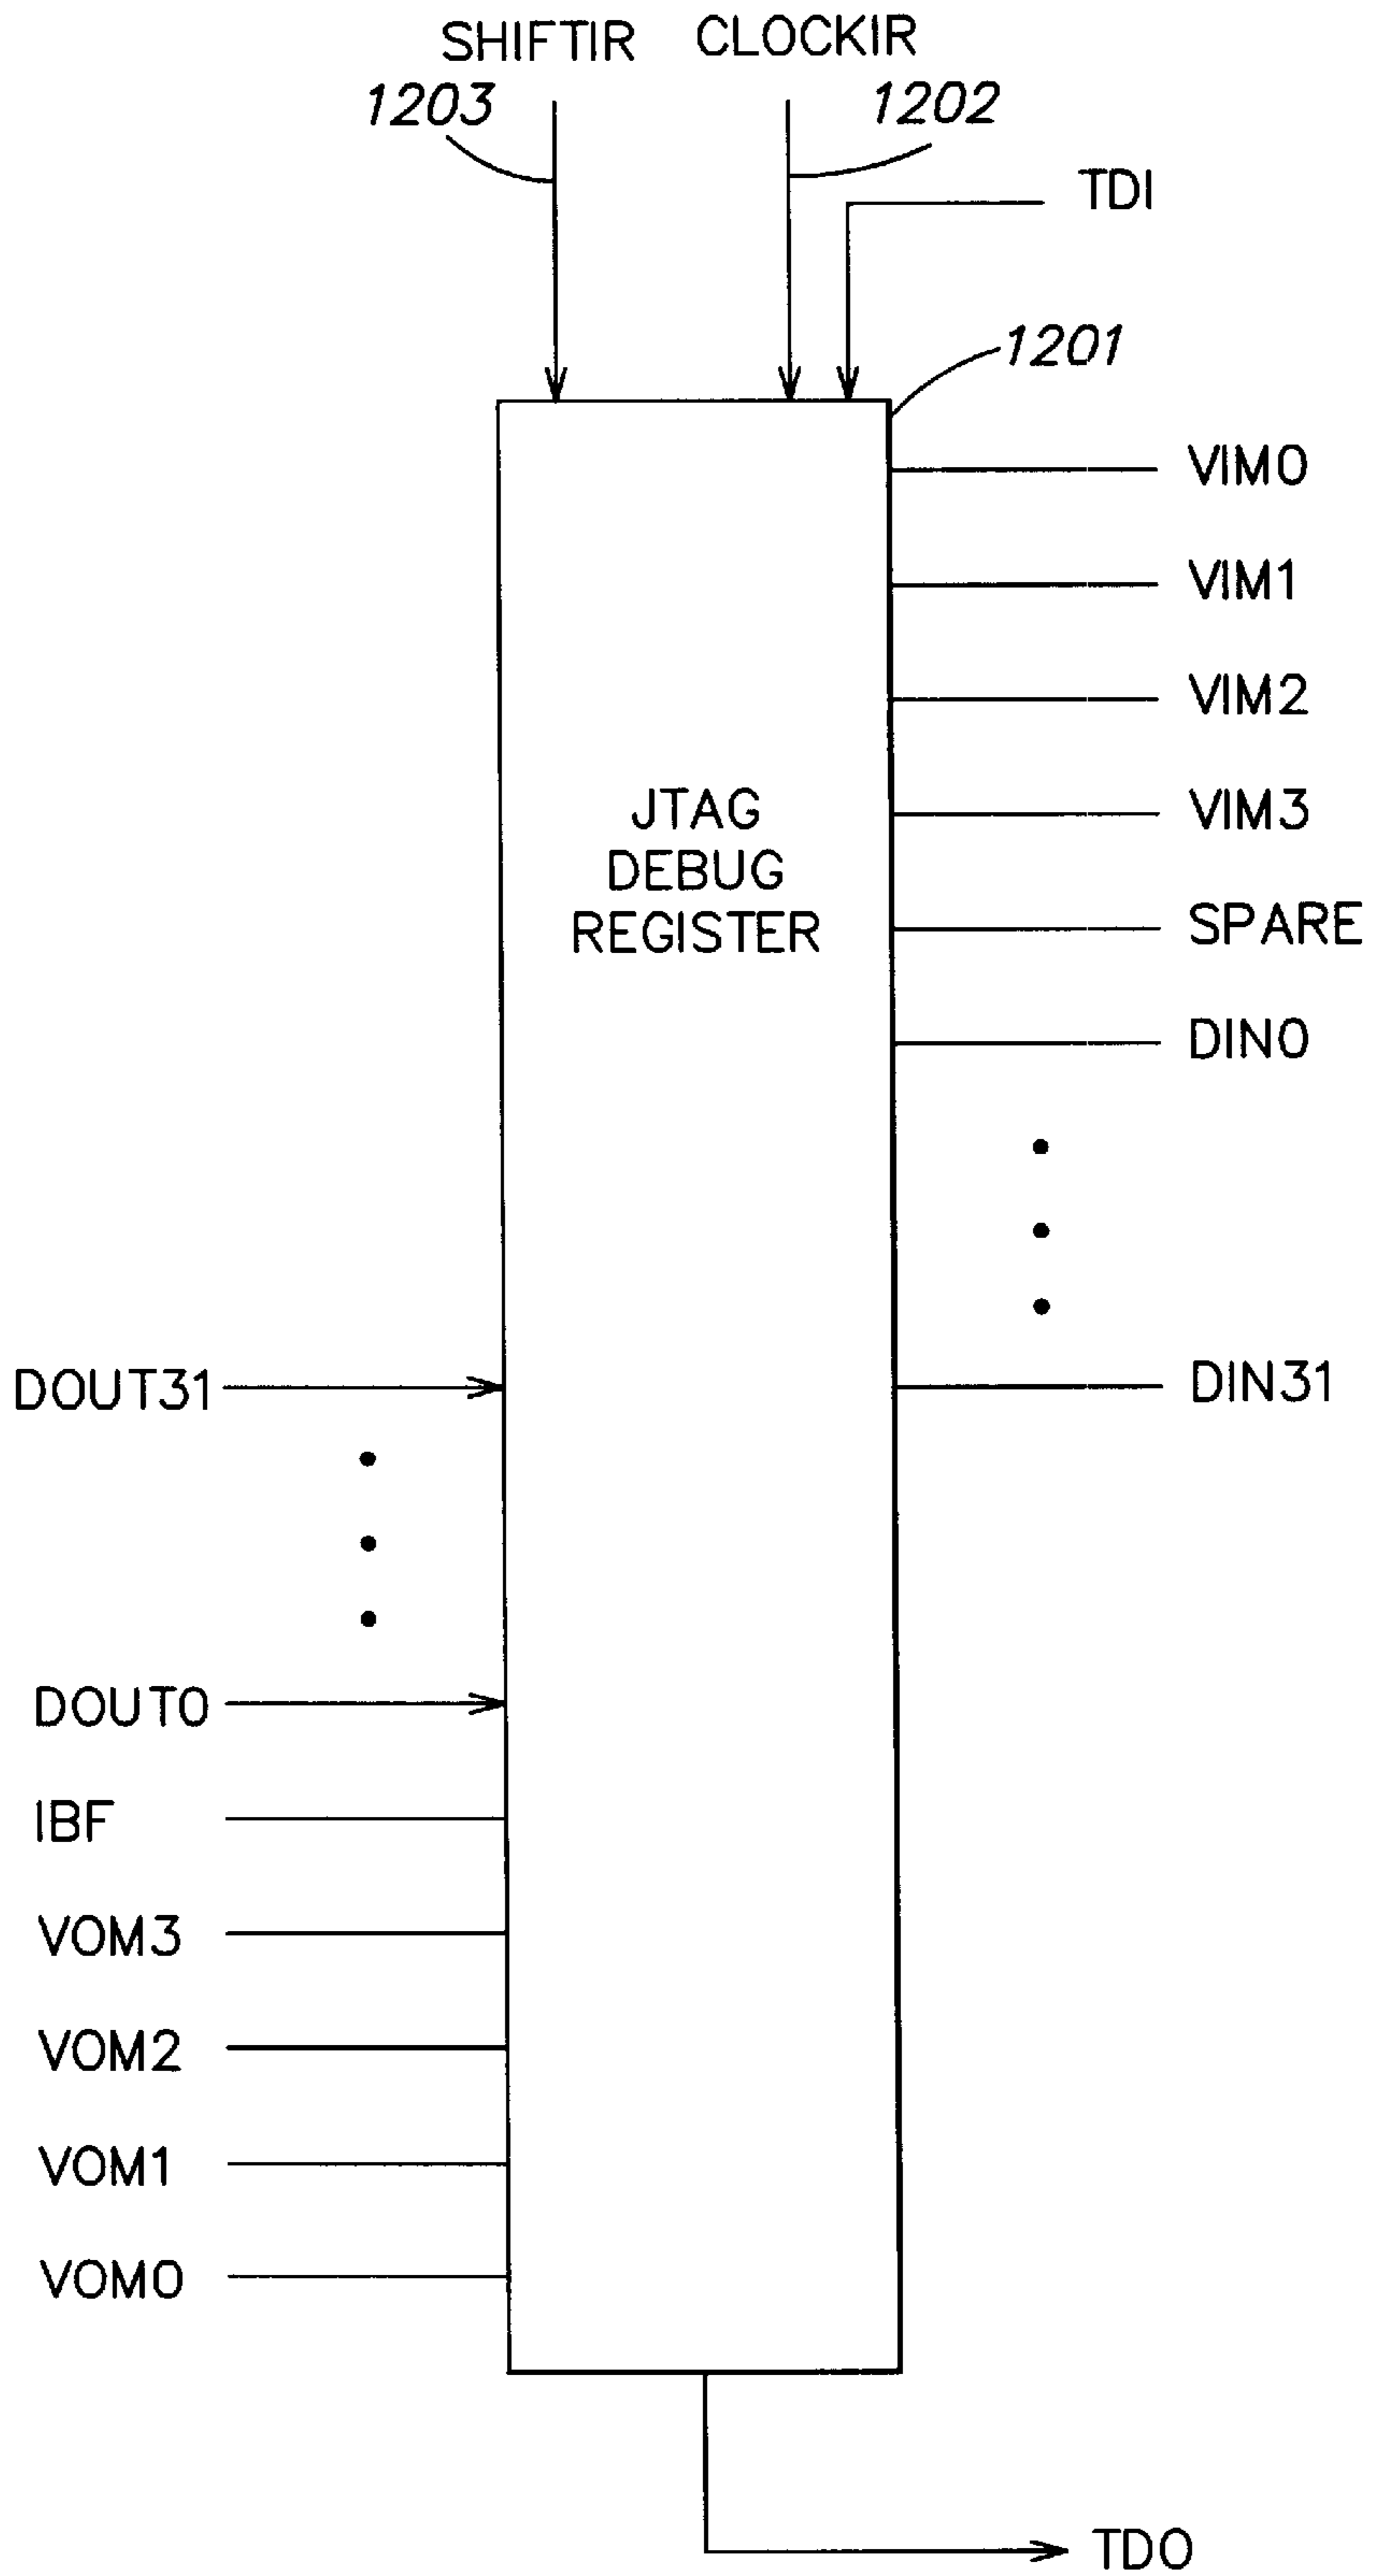 SHIFTIR
CLOCKIR
1203
1202
TDI
1201
VIM0
VIM1
VIM2
VIM3
JTAG
DEBUG
REGISTER
SPARE
DIN0
DIN31
DOUT31
DOUT0
IBF
VOM3
VOM2
VOM1
VOM0
TDO